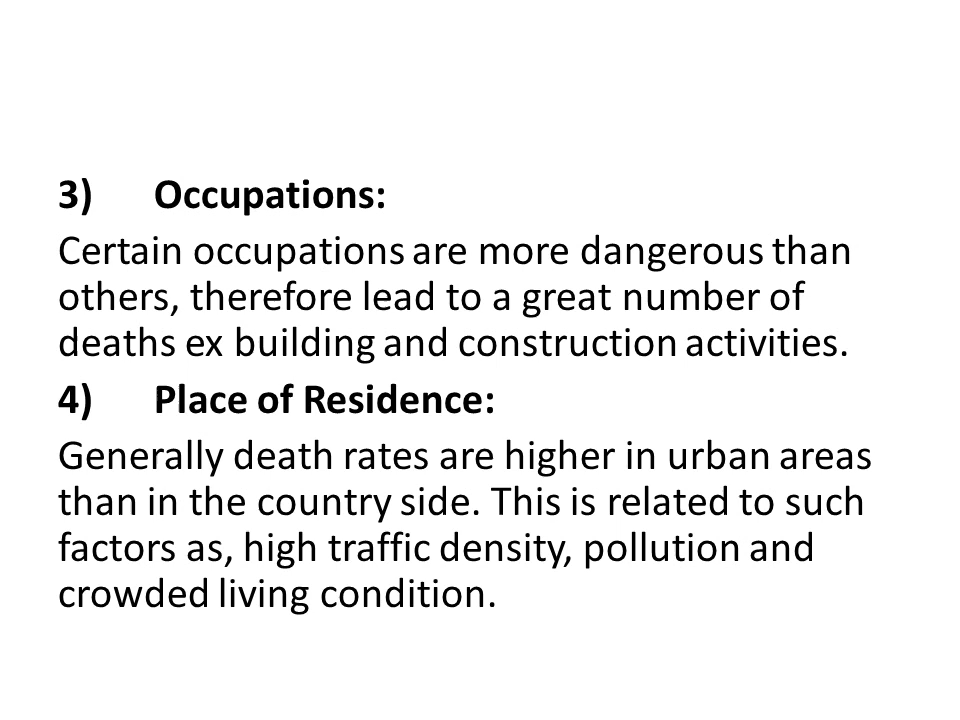 3) Occupations:
Certain occupations are more dangerous than
others, therefore lead to a great number of
deaths ex building and construction activities.
4) Place of Residence:
Generally death rates are higher in urban areas
than in the country side. This is related to such
factors as, high traffic density, pollution and
crowded living condition.